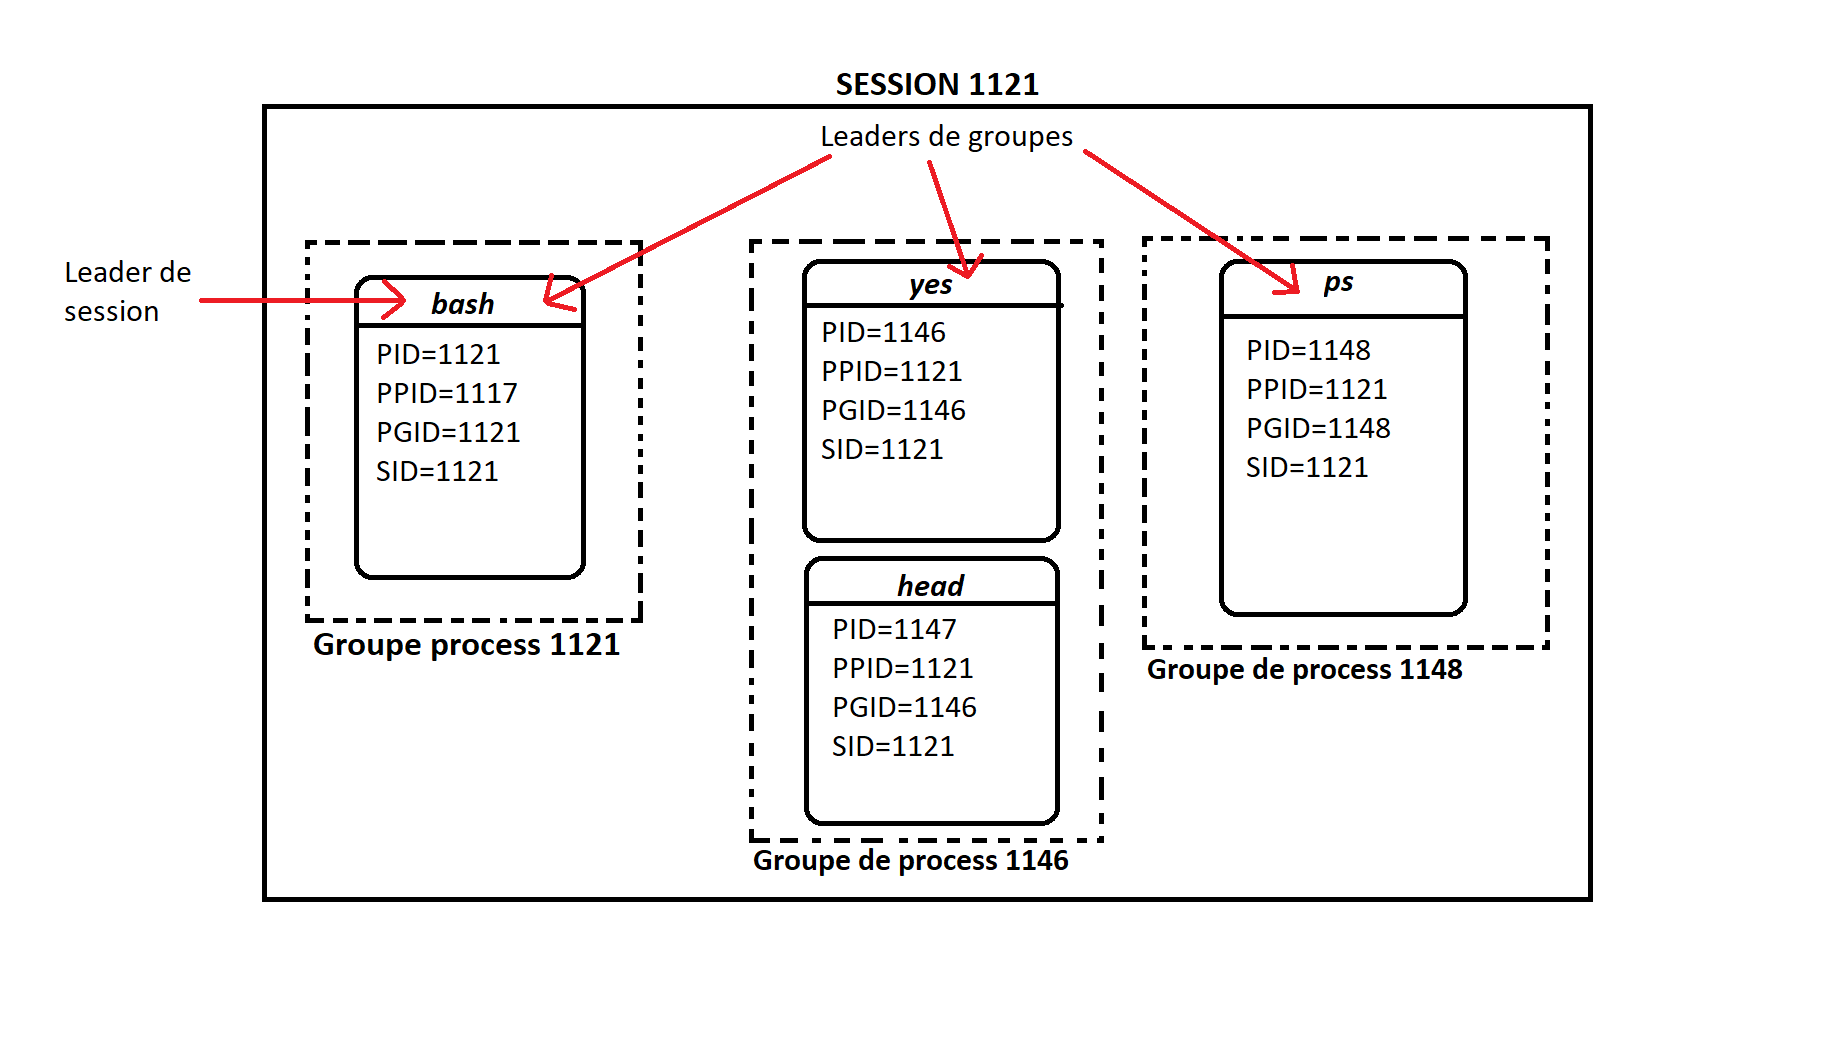 SESSION 1121
Leaders de groupes
Leader de
session
bash
PID=1121
PPID=1117
PGID=1121
SID=1121
Groupe process 1121
yes
PID=1146
PPID=1121
PGID=1146
SID=1121
head
PID=1147
PPID=1121
PGID=1146
SID=1121
Groupe de process 1146
ps
PID=1148
PPID=1121
PGID=1148
SID=1121
Groupe de process 1148